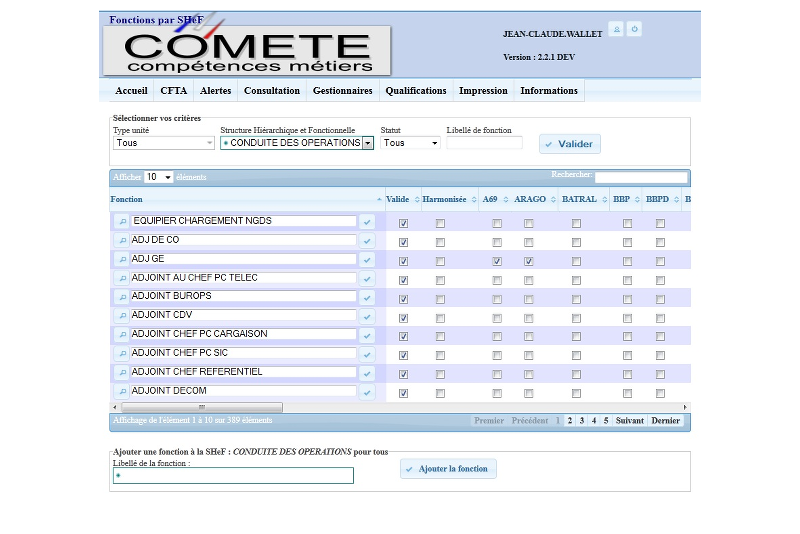 Fonctions par SHeF
COMETE
compétences métiers
JEAN-CLAUDE.WALLET
Version : 2.2.1 DEV
Accueil CFTA Alertes Consultation Gestionnaires Qualifications Impression Informations
Sélectionner vos critères
Type unité Structure Hiérarchique et Fonctionnelle Statut Libellé de fonction
Tous CONDUITE DES OPERATIONS Tous Valider
Afficher 10 éléments Rechercher:
Fonction Valide Harmonisée A69 ARAGO BATRAL BBP BBPD B
EQUIPIER CHARGEMENT NGDS
ADJ DE CO
ADJ GE
ADJOINT AU CHEF PC TELEC
ADJOINT BUROPS
ADJOINT CDV
ADJOINT CHEF PC CARGAISON
ADJOINT CHEF PC SIC
ADJOINT CHEF REFERENTIEL
ADJOINT DECOM
Affichage de l'élément 1 à 10 sur 389 éléments Premier Précédent 1 2 3 4 5 Suivant Dernier
Ajouter une fonction à la SHeF : CONDUITE DES OPERATIONS pour tous
Libellé de la fonction :
Ajouter la fonction